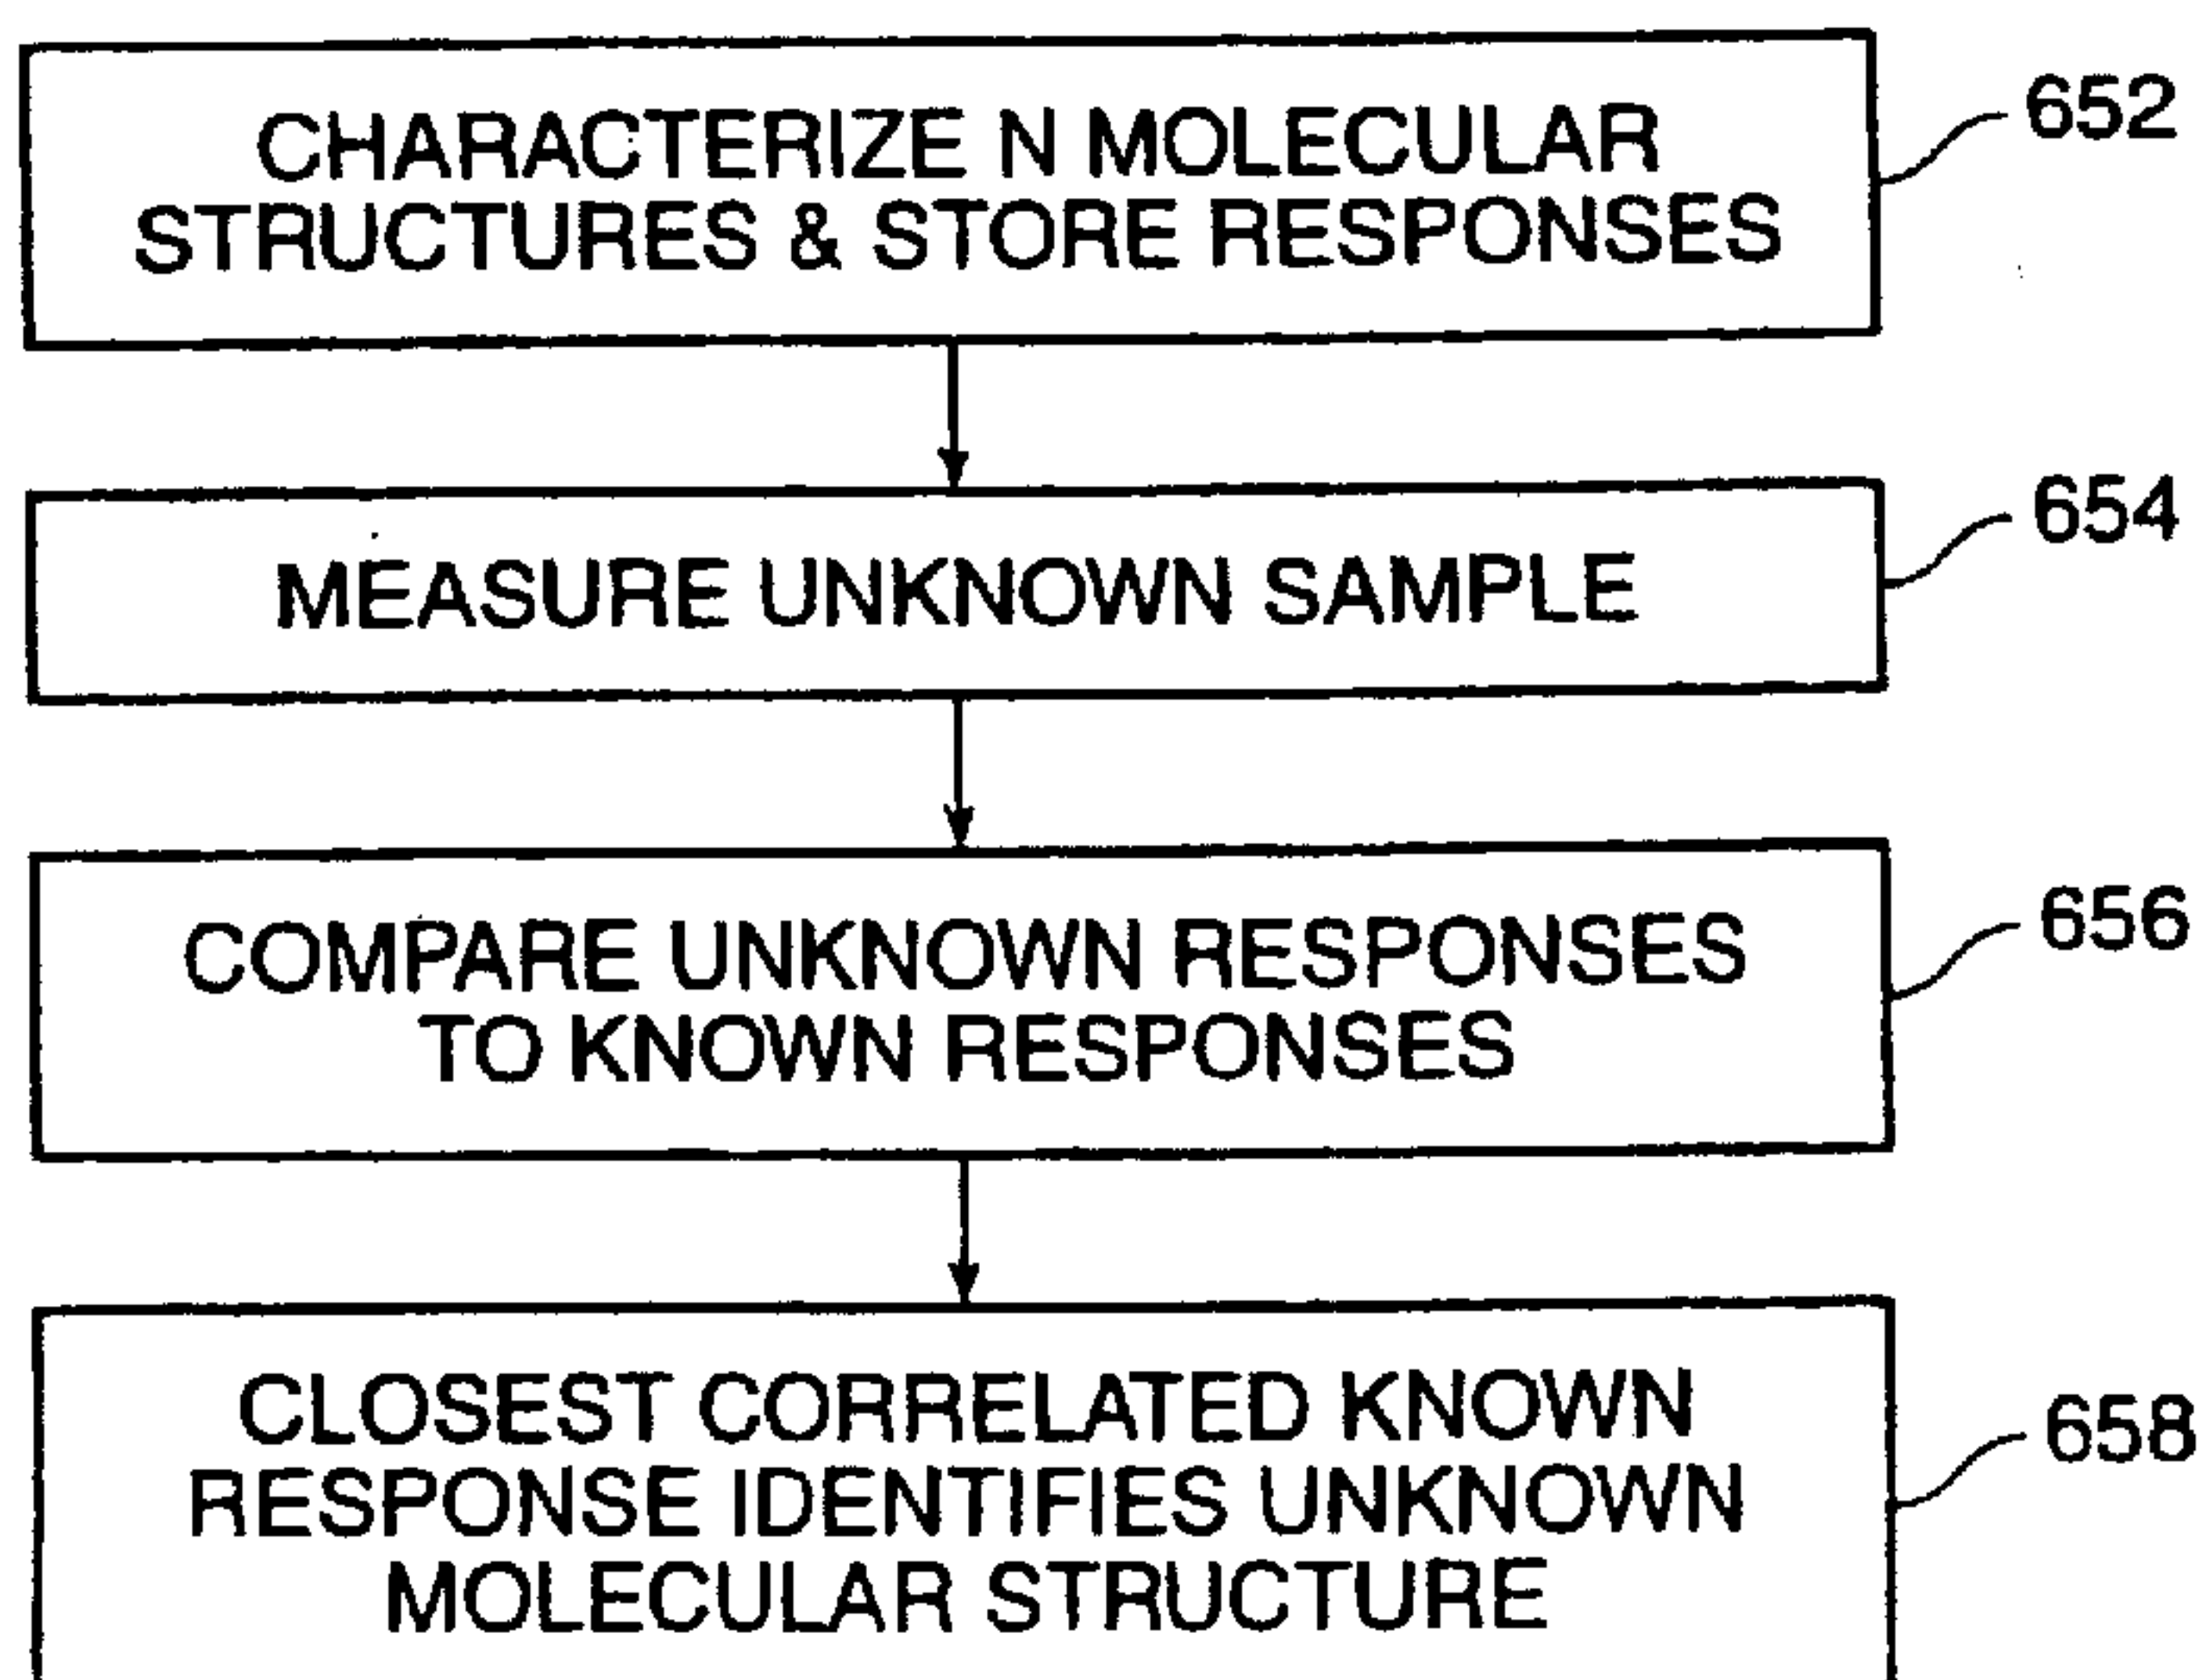 CHARACTERIZE N MOLECULAR
STRUCTURES & STORE RESPONSES
652
MEASURE UNKNOWN SAMPLE
654
COMPARE UNKNOWN RESPONSES
TO KNOWN RESPONSES
656
CLOSEST CORRELATED KNOWN
RESPONSE IDENTIFIES UNKNOWN
MOLECULAR STRUCTURE
658